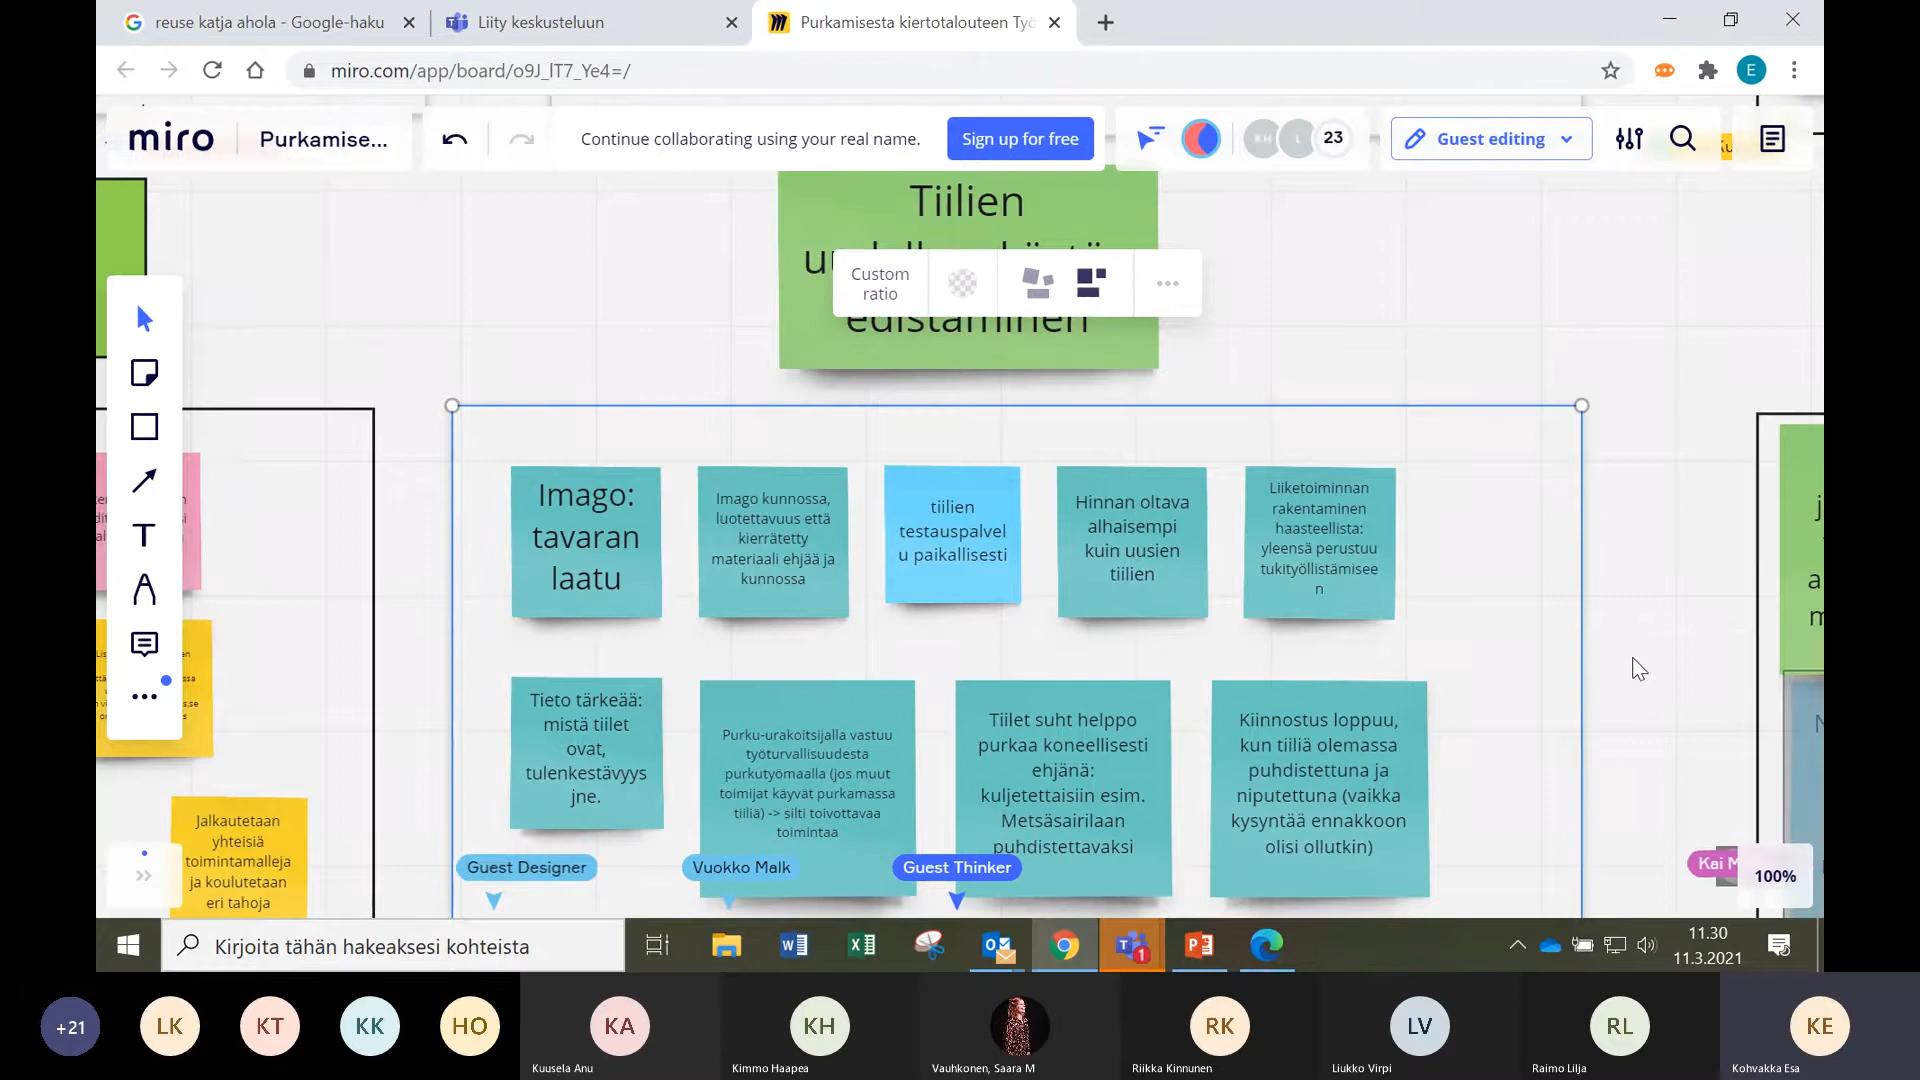 reuse katja ahola - Google-haku
Liity keskusteluun
Purkamisesta kiertotalouteen Työ
miro.com/app/board/o9J_lT7_Ye4=/
E
miro
Purkamise...
Continue collaborating using your real name.
Sign up for free
KH
L
23
Guest editing
Tiilien
edistäminen
Custom
ratio
Imago:
tavaran
laatu
Imago kunnossa,
luotettavuus että
kierrätetty
materiaali ehjää ja
kunnossa
tiilien
testauspalvel
u paikallisesti
Hinnan oltava
alhaisempi
kuin uusien
tiilien
Liiketoiminnan
rakentaminen
haasteellista:
yleensä perustuu
tukityöllistämisee
n
Tieto tärkeää:
mistä tiilet
ovat,
tulenkestävyys
jne.
Purku-urakoitsijalla vastuu
työturvallisuudesta
purkutyömaalla (jos muut
toimijat käyvät purkamassa
tiiliä) -> silti toivottavaa
toimintaa
Tiilet suht helppo
purkaa koneellisesti
ehjänä:
kuljetettaisiin esim.
Metsäsairilaan
puhdistettavaksi
Kiinnostus loppuu,
kun tiiliä olemassa
puhdistettuna ja
niputettuna (vaikka
kysyntää ennakkoon
olisi ollutkin)
Jalkautetaan
yhteisiä
toimintamalleja
ja koulutetaan
eri tahoja
Guest Designer
Vuokko Malk
Guest Thinker
Kai M
100%
Kirjoita tähän hakeaksesi kohteista
1
11.30
11.3.2021
+21
LK
KT
KK
HO
KA
KH
RK
LV
RL
KE
Kuusela Anu
Kimmo Haapea
Vauhkonen, Saara M
Riikka Kinnunen
Liukko Virpi
Raimo Lilja
Kohvakka Esa